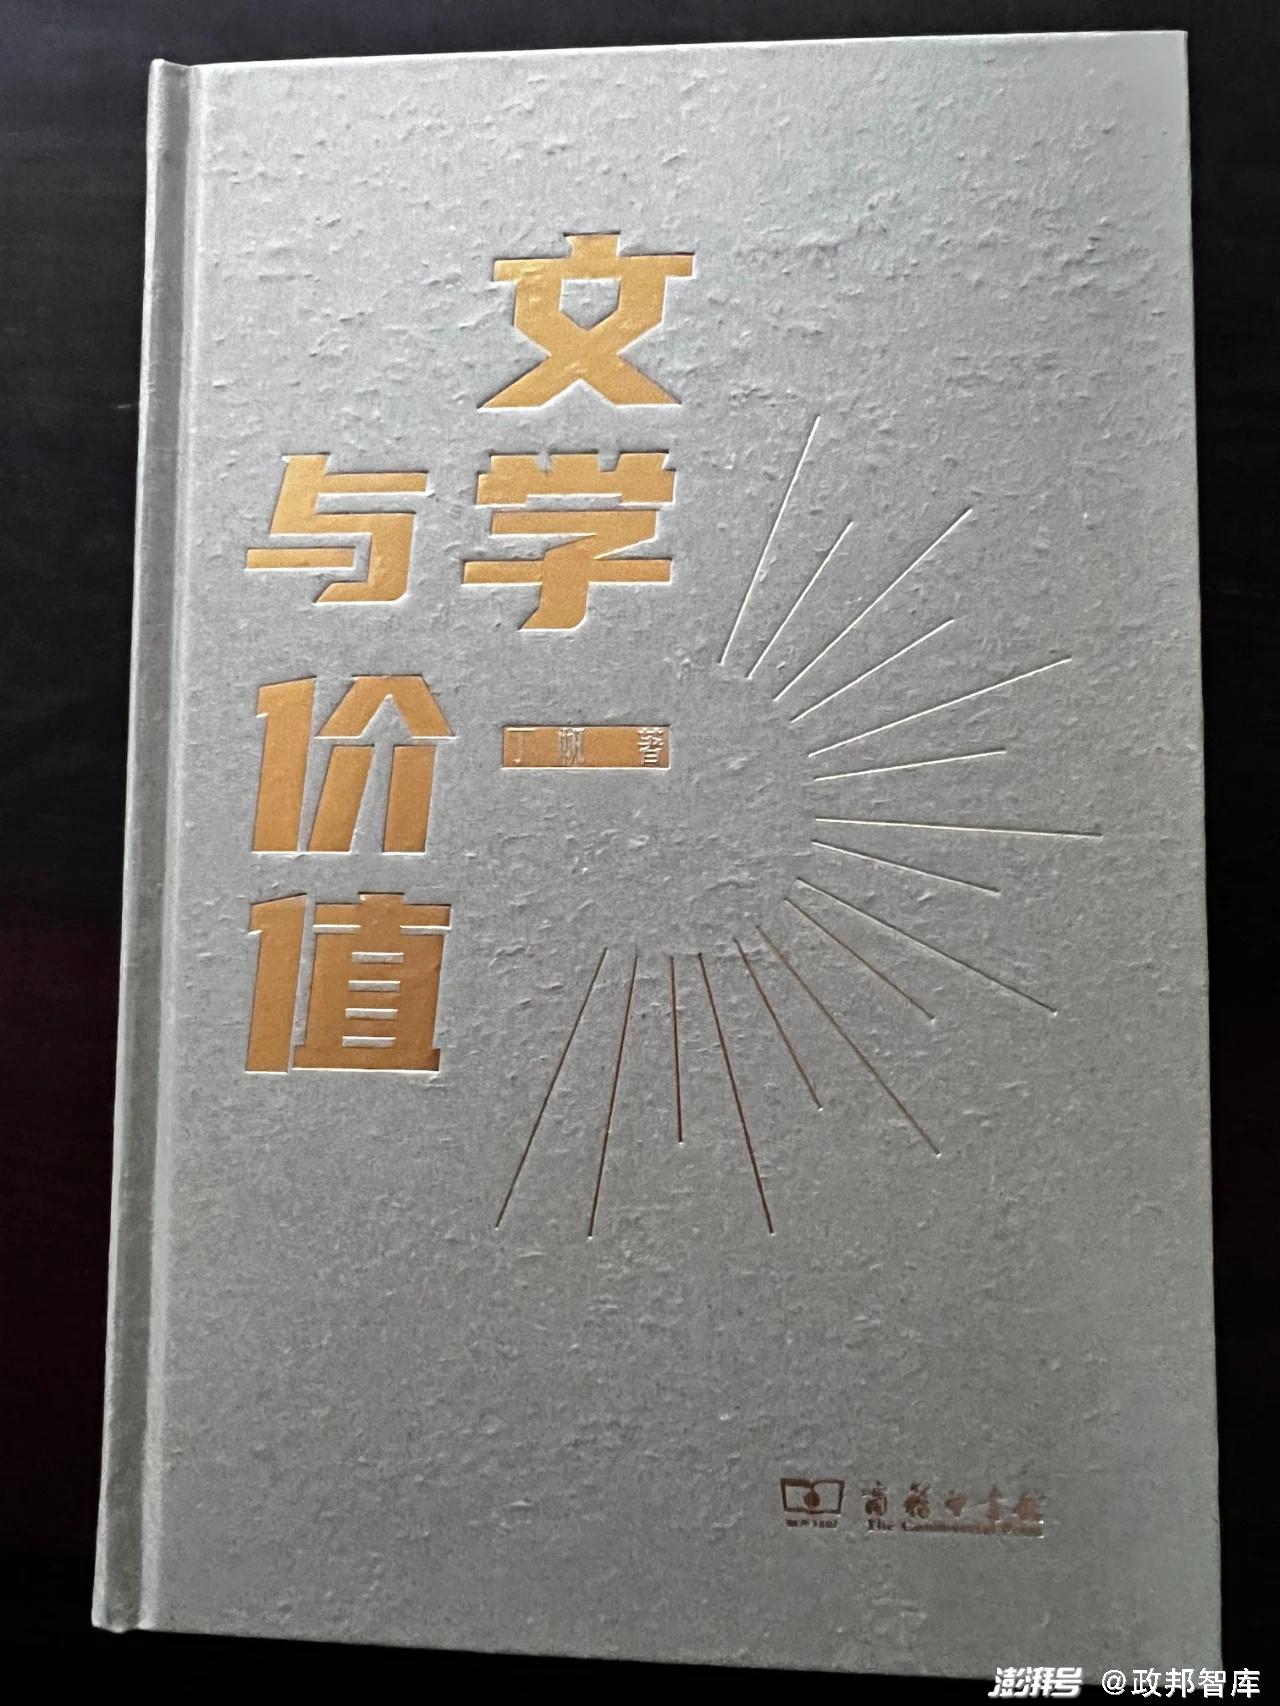 文学
与价值
丁帆 著
商务印书馆
The Commercial Press
澎湃号 @政邦智库